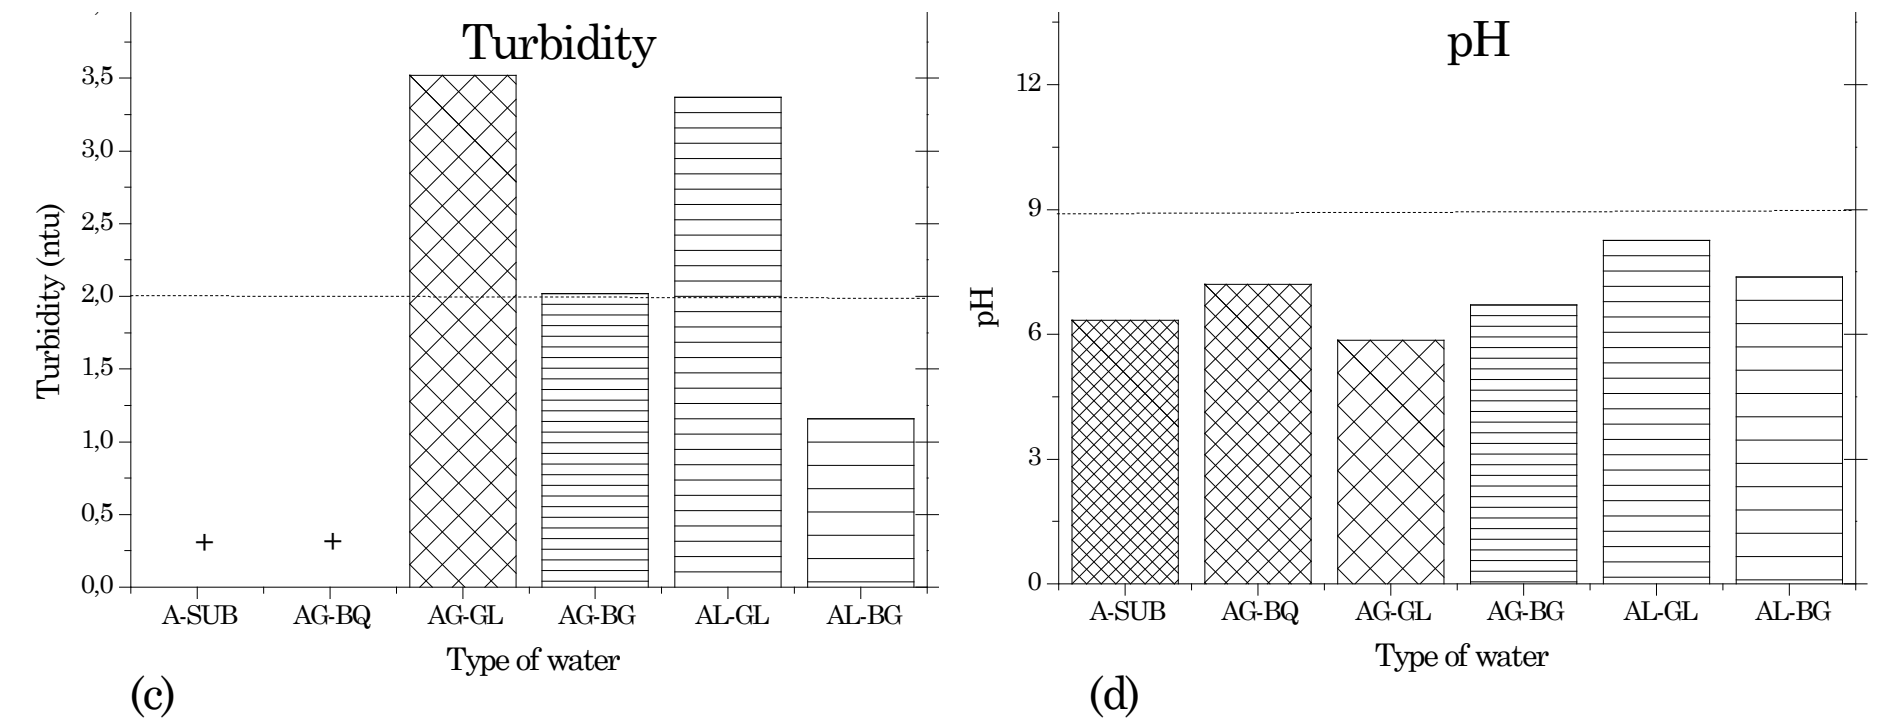 Turbidity
3,5
3,0
2,5
2,0
1,5
1,0
0,5
0,0
Turbidity (ntu)
+
+
A-SUB AG-BQ AG-GL AG-BG AL-GL AL-BG
Type of water
(c)
pH
12
9
6
3
0
pH
A-SUB AG-BQ AG-GL AG-BG AL-GL AL-BG
Type of water
(d)